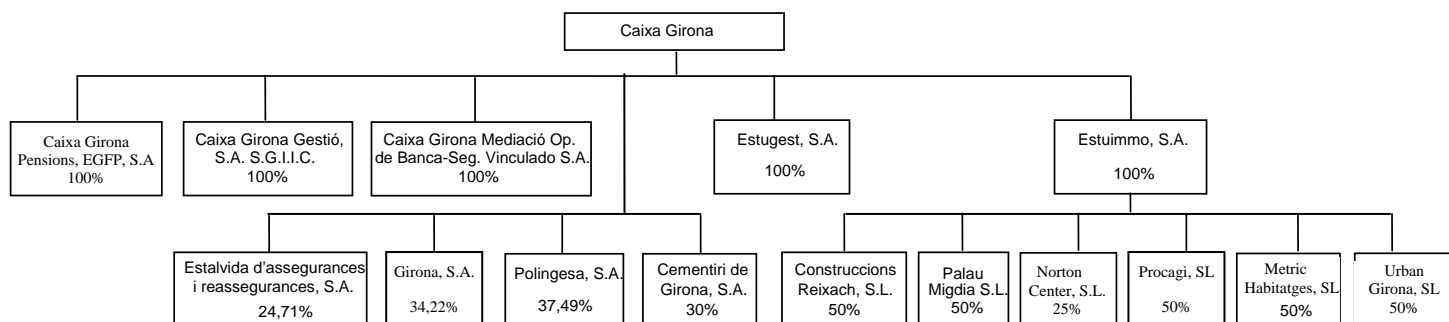 Caixa Girona
Caixa Girona
Pensions, EGFP, S.A
100%
Caixa Girona Gestió,
S.A. S.G.I.I.C.
100%
Caixa Girona Mediació Op.
de Banca-Seg. Vinculado S.A.
100%
Estugest, S.A.
100%
Estuimmo, S.A.
100%
Estalvida d’assegurances
i reassegurances, S.A.
24,71%
Girona, S.A.
34,22%
Polingesa, S.A.
37,49%
Cementiri de
Girona, S.A.
30%
Construccions
Reixach, S.L.
50%
Palau
Migdia S.L.
50%
Norton
Center, S.L.
25%
Procagi, SL
50%
Metric
Habitatges, SL
50%
Urban
Girona, SL
50%